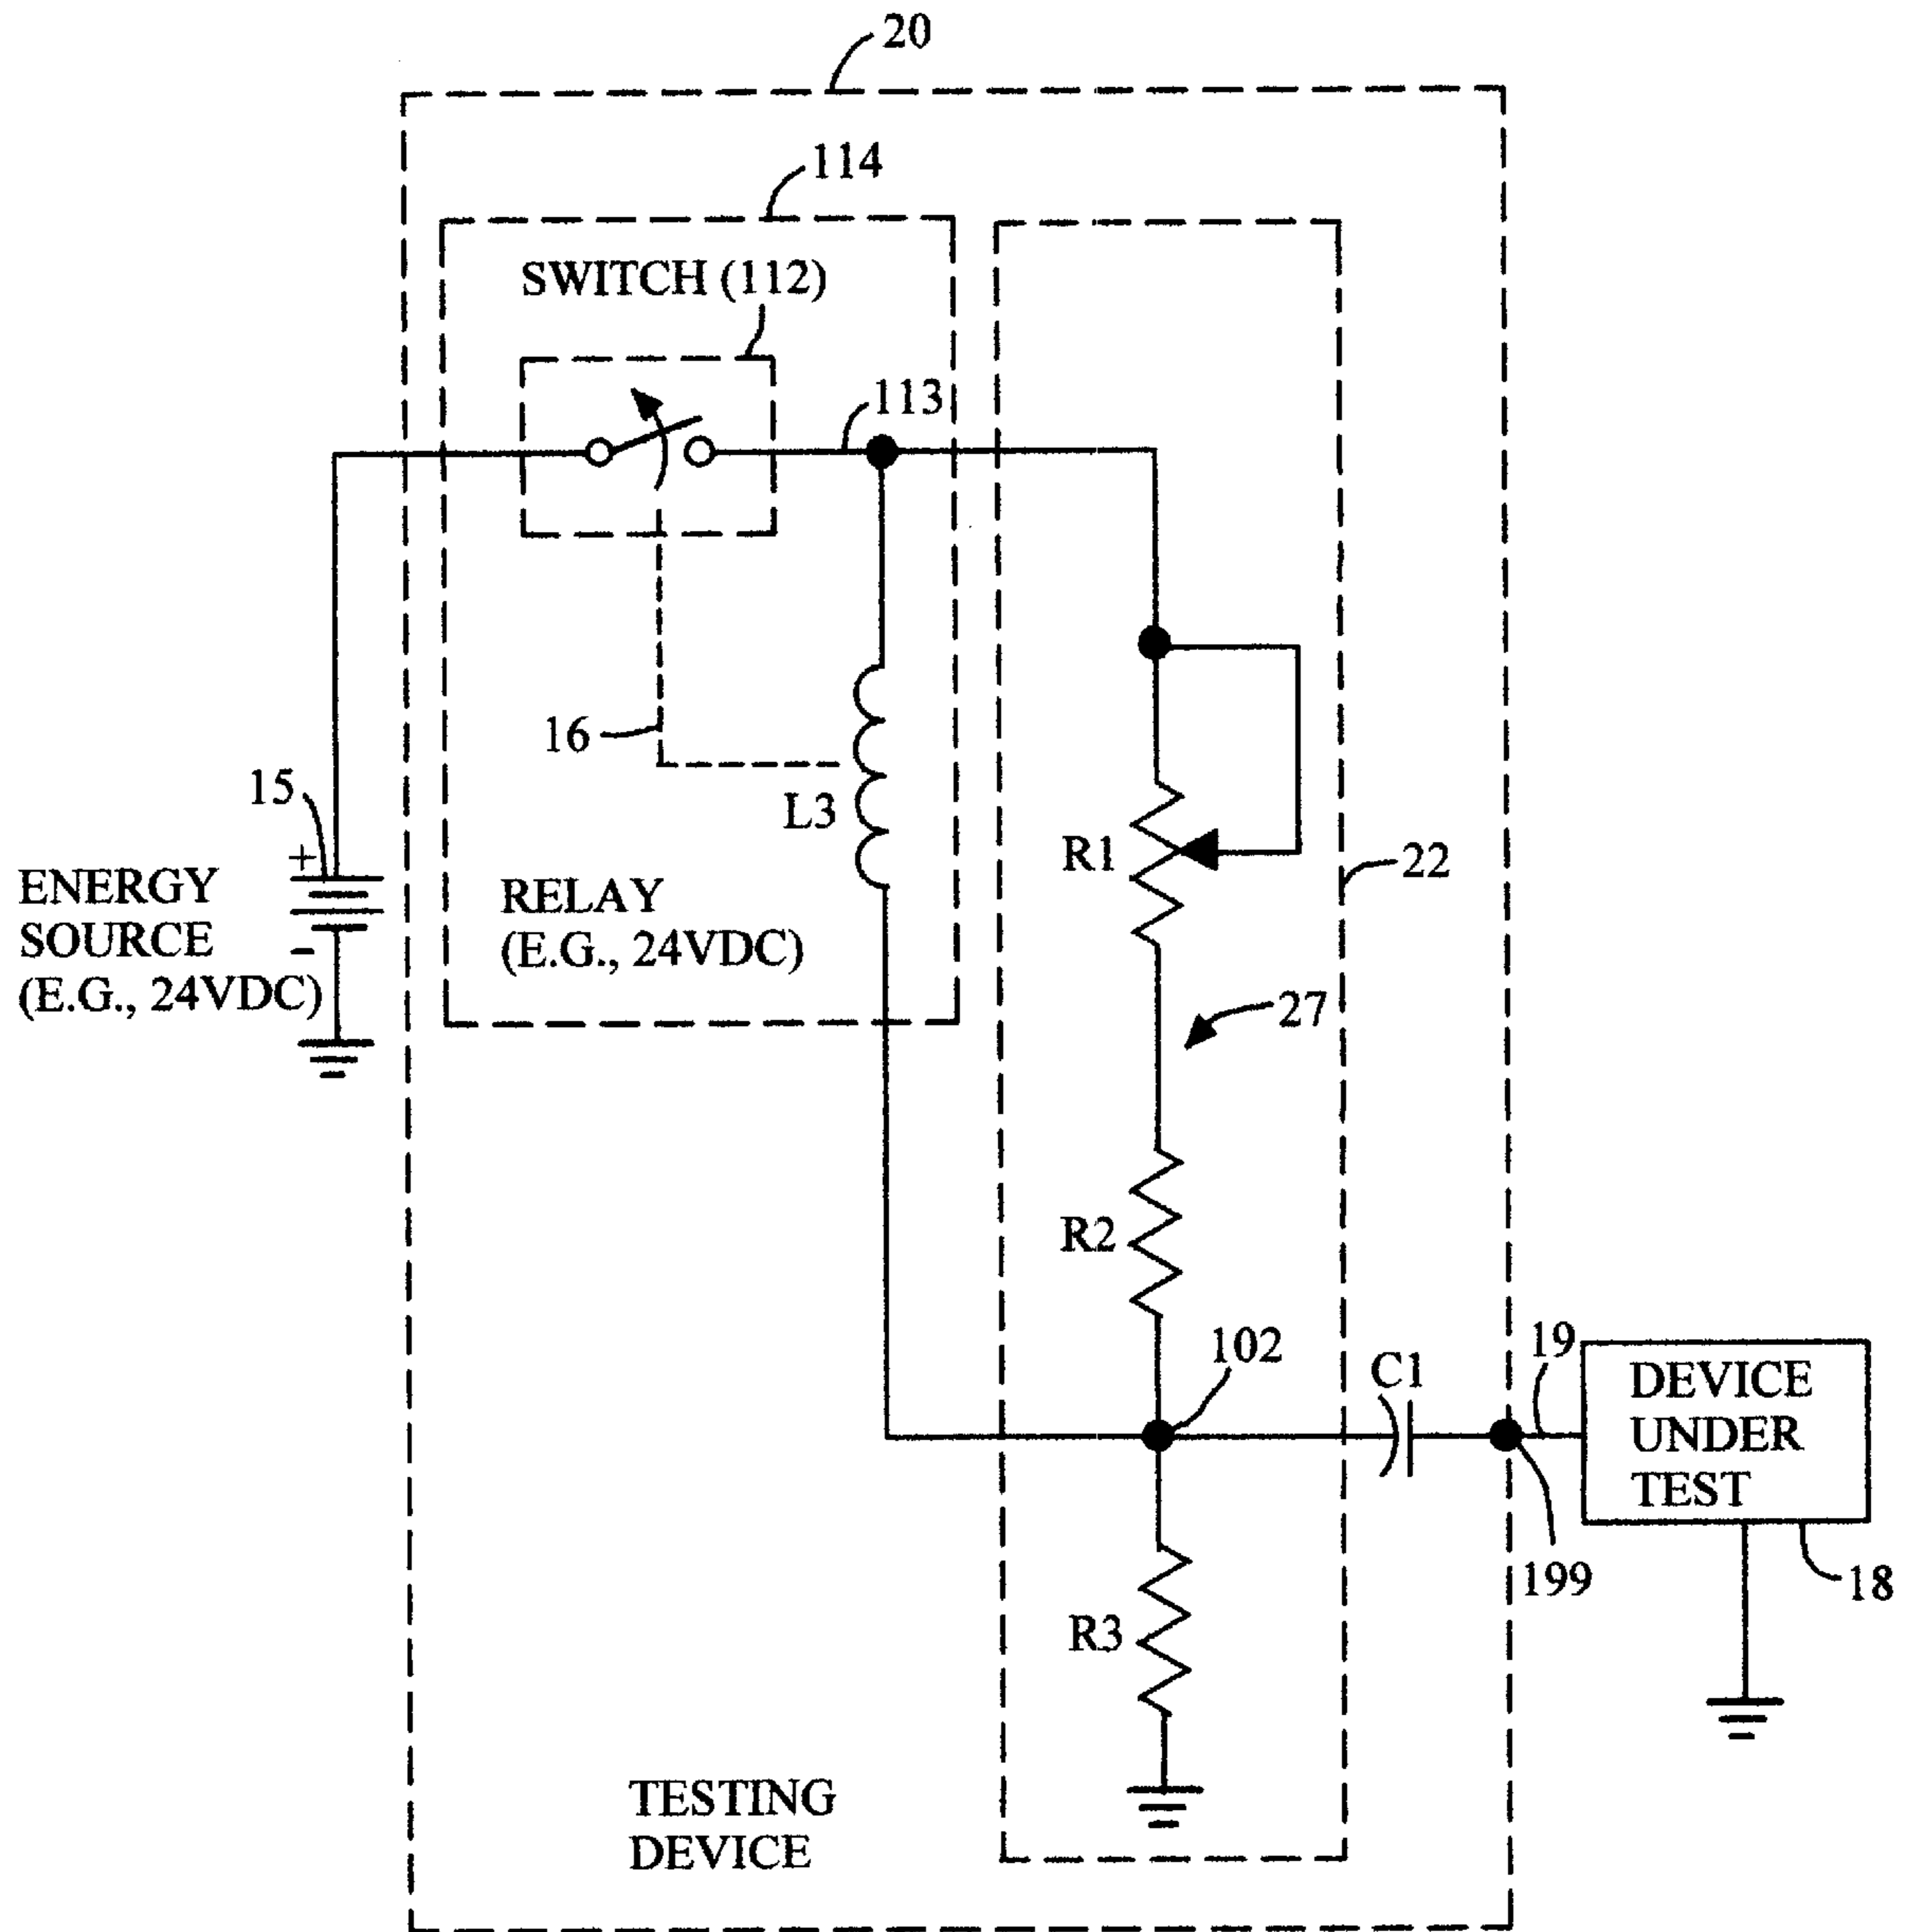 20
114
SWITCH (112)
113
15
16
L3
+
ENERGY
SOURCE
(E.G., 24VDC)
-
RELAY
(E.G., 24VDC)
R1
22
27
R2
102
C1
19
DEVICE
UNDER
TEST
199
18
R3
TESTING
DEVICE